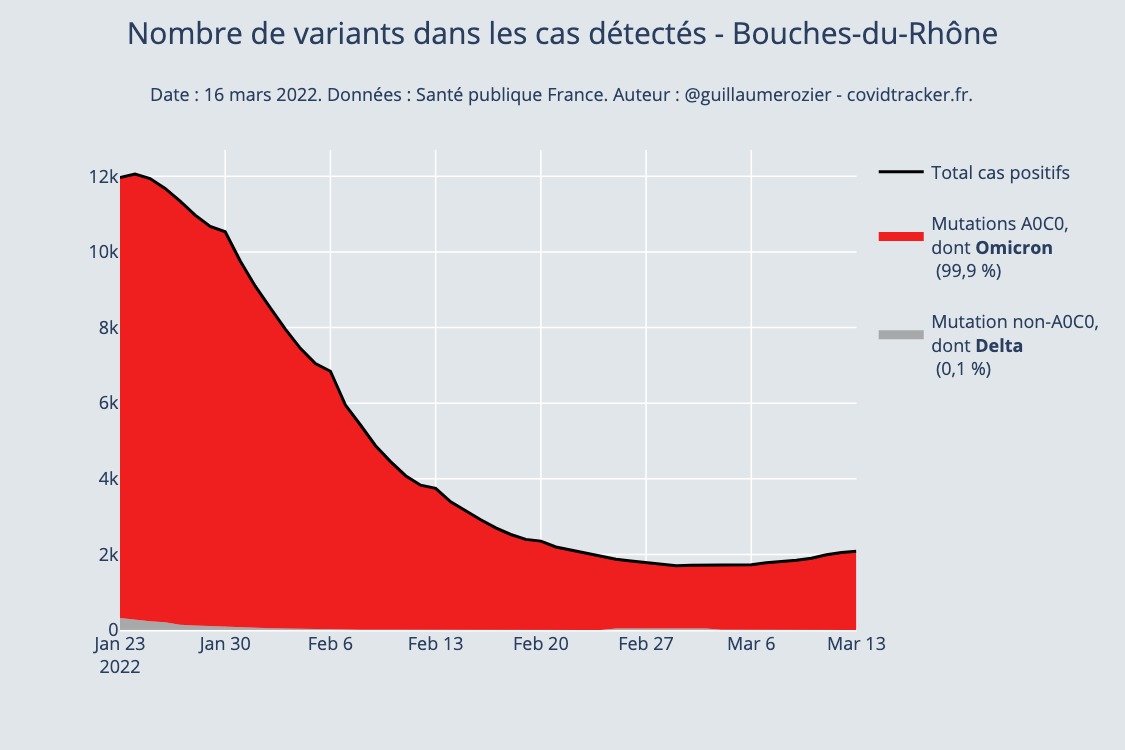 Nombre de variants dans les cas détectés - Bouches-du-Rhône
Date : 16 mars 2022. Données : Santé publique France. Auteur : @guillaumerozier - covidtracker.fr.
12k
10k
8k
6k
4k
2k
0
Jan 23 Jan 30 Feb 6 Feb 13 Feb 20 Feb 27 Mar 6 Mar 13
2022
Total cas positifs
Mutations A0C0,
dont Omicron
(99,9 %)
Mutation non-A0C0,
dont Delta
(0,1 %)